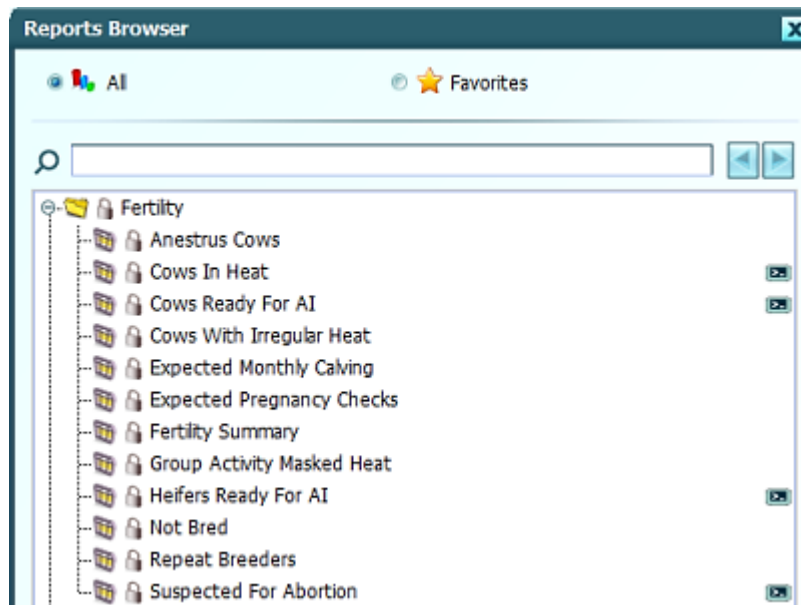 Reports Browser
All
Favorites
Fertility
Anestrus Cows
Cows In Heat
Cows Ready For AI
Cows With Irregular Heat
Expected Monthly Calving
Expected Pregnancy Checks
Fertility Summary
Group Activity Masked Heat
Heifers Ready For AI
Not Bred
Repeat Breeders
Suspected For Abortion